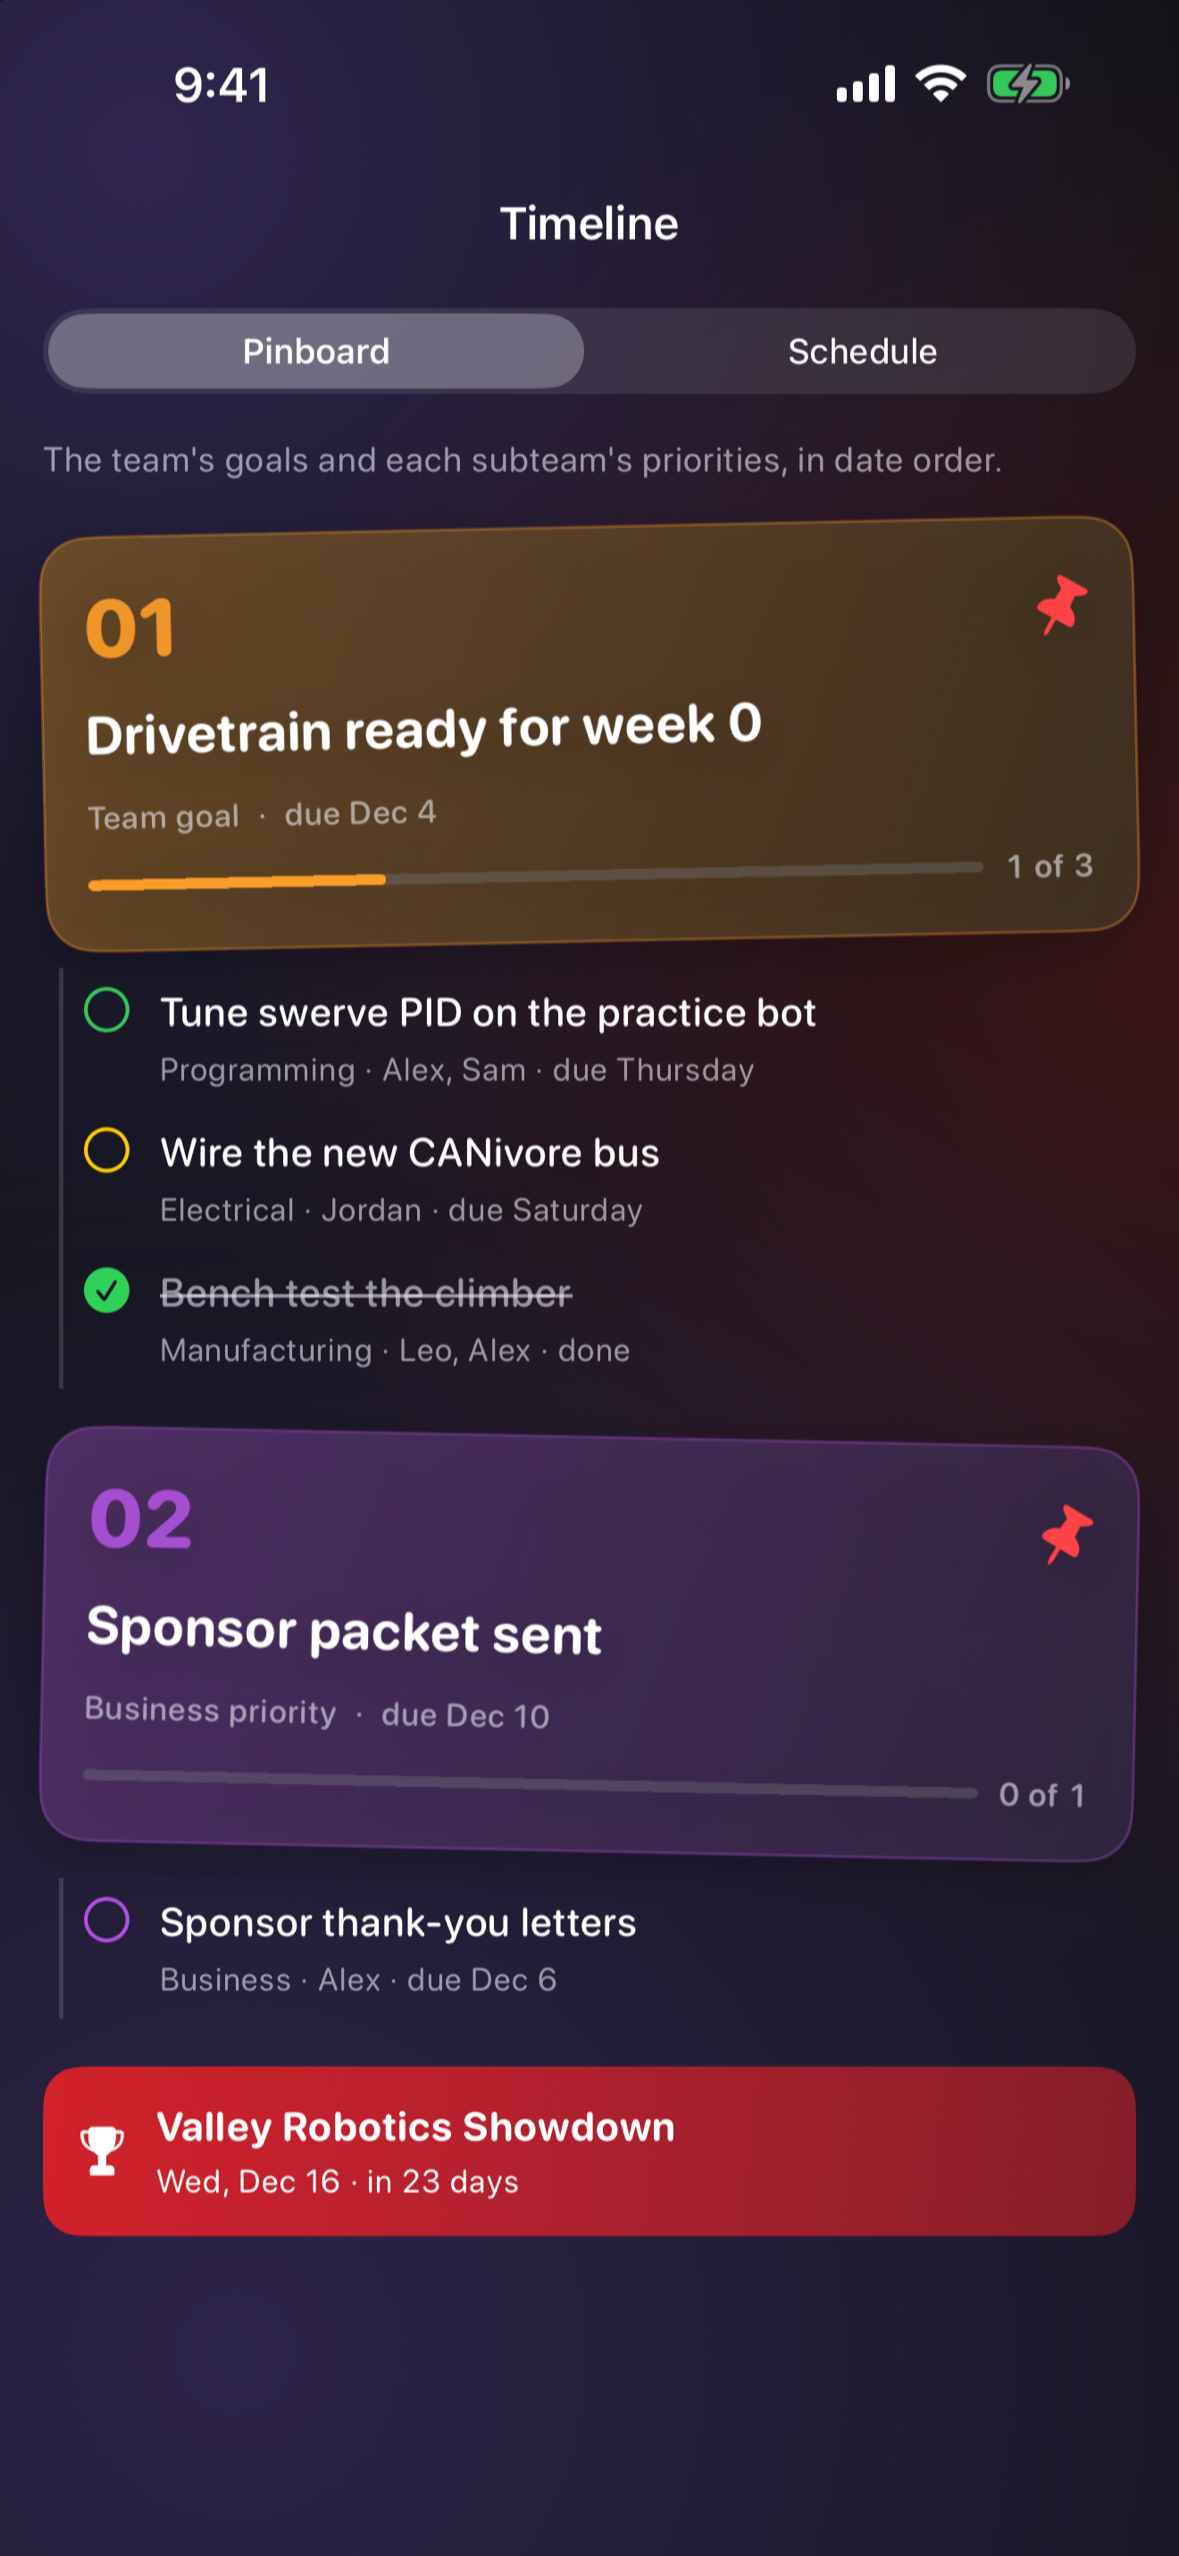 9:41
Timeline
Pinboard
Schedule
The team's goals and each subteam's priorities, in date order.
01
Drivetrain ready for week 0
Team goal · due Dec 4
1 of 3
Tune swerve PID on the practice bot
Programming · Alex, Sam · due Thursday
Wire the new CANivore bus
Electrical · Jordan · due Saturday
Bench test the climber
Manufacturing · Leo, Alex · done
02
Sponsor packet sent
Business priority · due Dec 10
0 of 1
Sponsor thank-you letters
Business · Alex · due Dec 6
Valley Robotics Showdown
Wed, Dec 16 · in 23 days